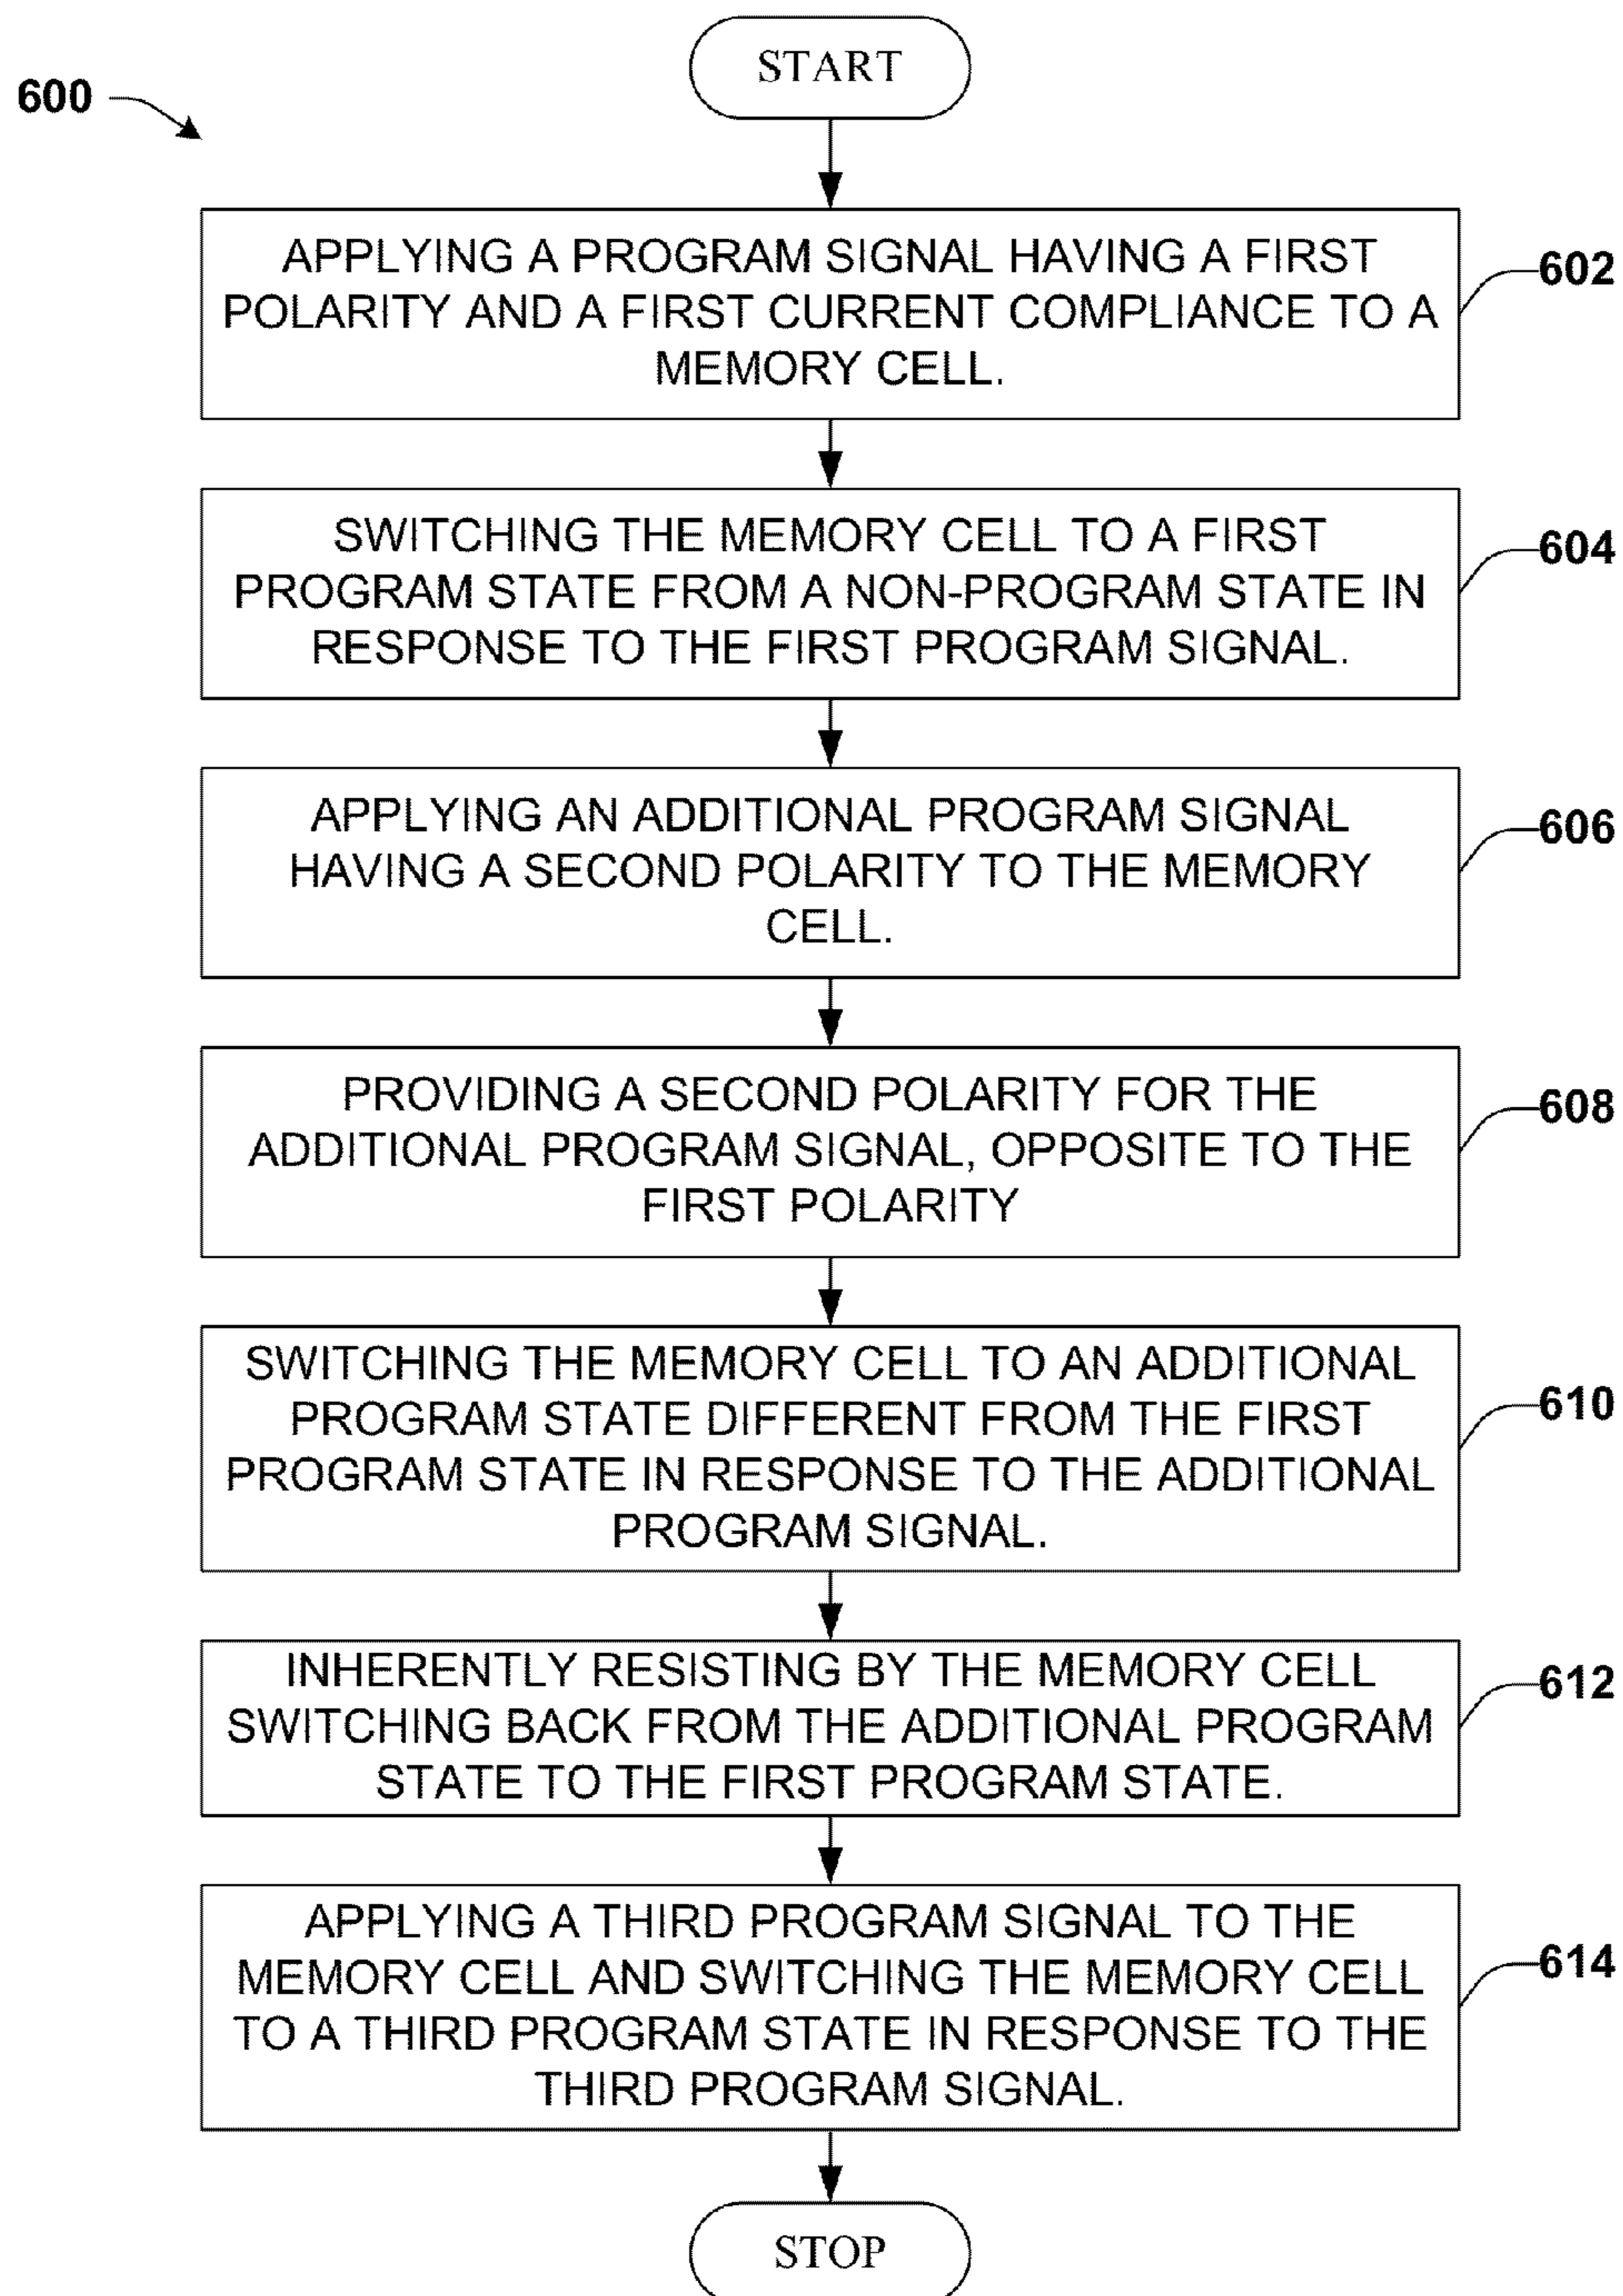 START
600
APPLYING A PROGRAM SIGNAL HAVING A FIRST
POLARITY AND A FIRST CURRENT COMPLIANCE TO A
MEMORY CELL.
602
SWITCHING THE MEMORY CELL TO A FIRST
PROGRAM STATE FROM A NON-PROGRAM STATE IN
RESPONSE TO THE FIRST PROGRAM SIGNAL.
604
APPLYING AN ADDITIONAL PROGRAM SIGNAL
HAVING A SECOND POLARITY TO THE MEMORY
CELL.
606
PROVIDING A SECOND POLARITY FOR THE
ADDITIONAL PROGRAM SIGNAL, OPPOSITE TO THE
FIRST POLARITY
608
SWITCHING THE MEMORY CELL TO AN ADDITIONAL
PROGRAM STATE DIFFERENT FROM THE FIRST
PROGRAM STATE IN RESPONSE TO THE ADDITIONAL
PROGRAM SIGNAL.
610
INHERENTLY RESISTING BY THE MEMORY CELL
SWITCHING BACK FROM THE ADDITIONAL PROGRAM
STATE TO THE FIRST PROGRAM STATE.
612
APPLYING A THIRD PROGRAM SIGNAL TO THE
MEMORY CELL AND SWITCHING THE MEMORY CELL
TO A THIRD PROGRAM STATE IN RESPONSE TO THE
THIRD PROGRAM SIGNAL.
614
STOP